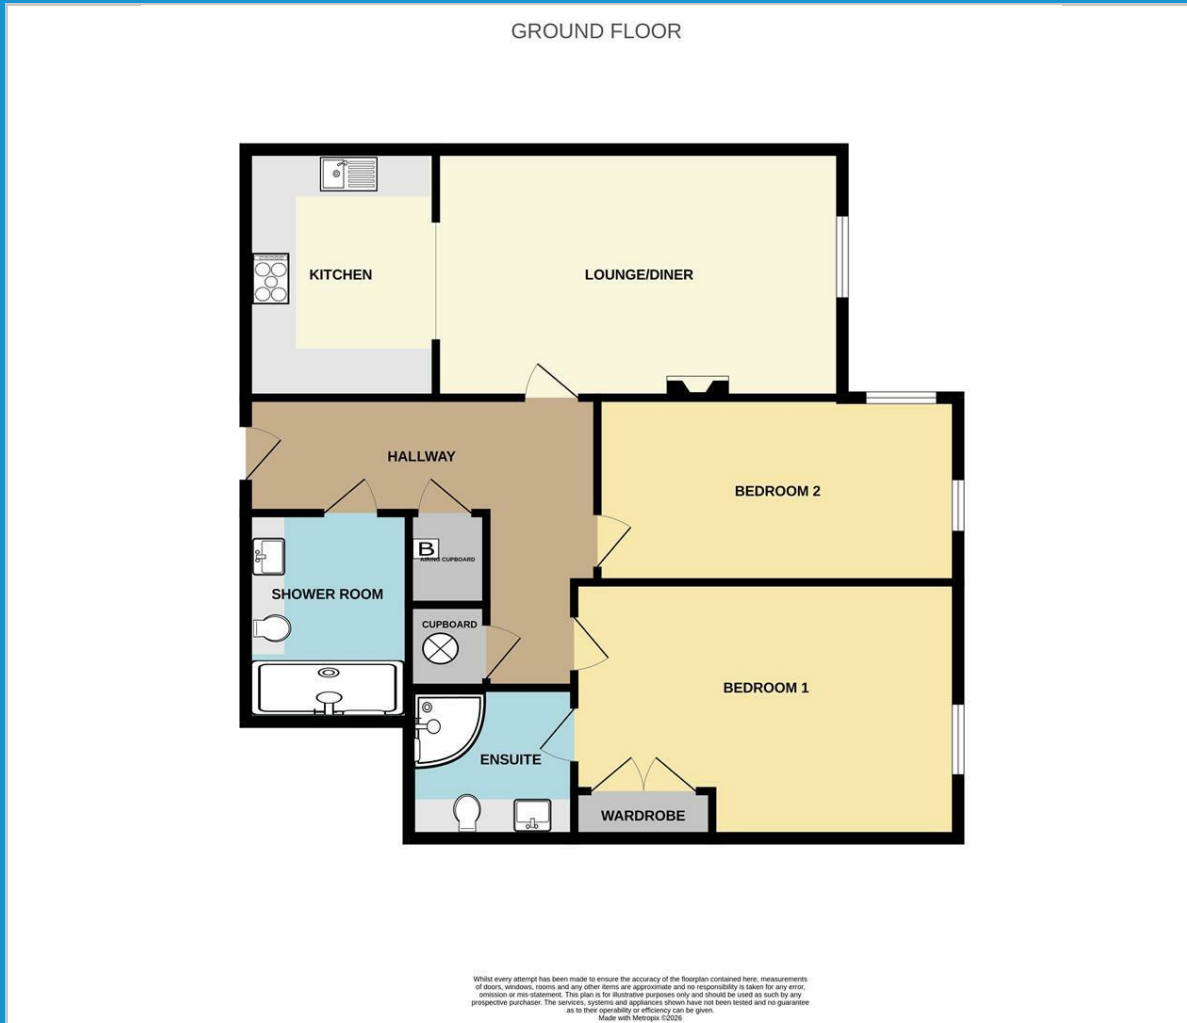 GROUND FLOOR
KITCHEN
LOUNGE/DINER
HALLWAY
BEDROOM 2
B
AIRING CUPBOARD
SHOWER ROOM
CUPBOARD
BEDROOM 1
ENSUITE
WARDROBE
Whilst every attempt has been made to ensure the accuracy of the floorplan contained here, measurements
of doors, windows, rooms and any other items are approximate and no responsibility is taken for any error,
omission or mis-statement. This plan is for illustrative purposes only and should be used as such by any
prospective purchaser. The services, systems and appliances shown have not been tested and no guarantee
as to their operability or efficiency can be given.
Made with Metropix ©2026